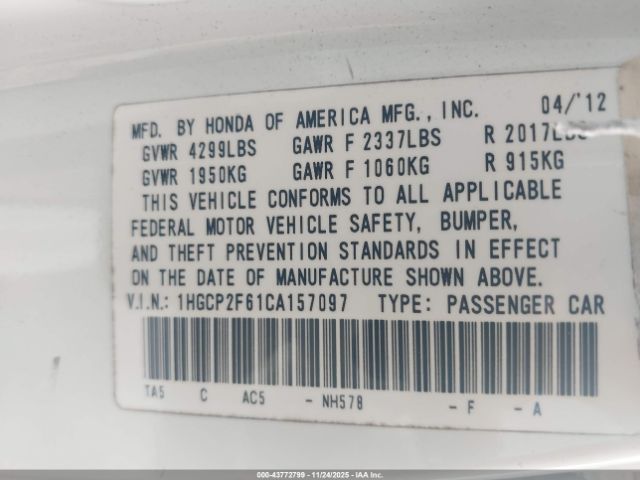 MFD. BY HONDA OF AMERICA MFG., INC. 04/'12
GVWR 4299LBS GAWR F 2337LBS R 2017LBS
GVWR 1950KG GAWR F 1060KG R 915KG
THIS VEHICLE CONFORMS TO ALL APPLICABLE
FEDERAL MOTOR VEHICLE SAFETY, BUMPER,
AND THEFT PREVENTION STANDARDS IN EFFECT
ON THE DATE OF MANUFACTURE SHOWN ABOVE.
V.I.N.: 1HGCP2F61CA157097 TYPE: PASSENGER CAR
TA5 C AC5 - NH578 - F - A
000-43772799 - 11/24/2025 - IAAI, Inc.